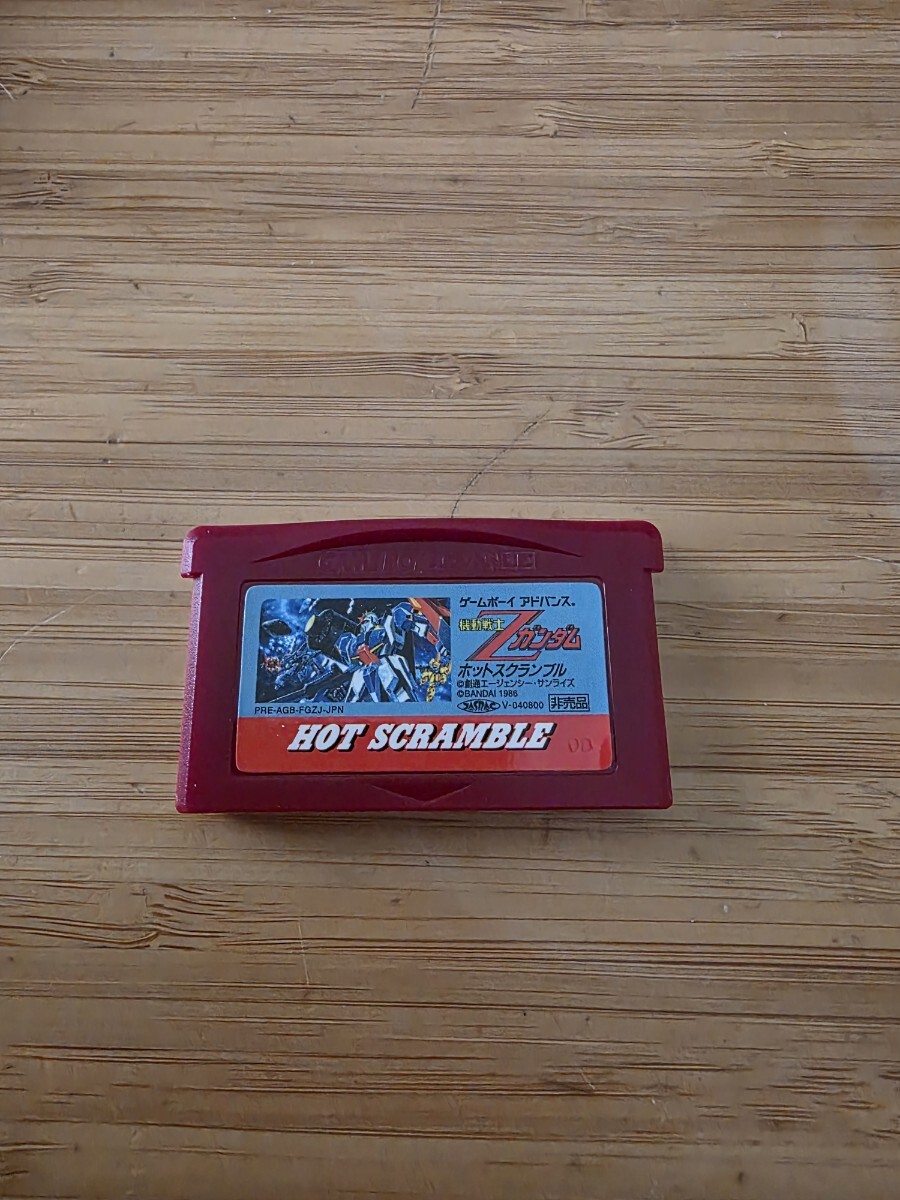 GAME BOY ADVANCE
ゲームボーイ アドバンス®
機動戦士
Zガンダム
ホットスクランブル
©創通エージェンシー・サンライズ
©BANDAI 1986
PRE-AGB-FGZJ-JPN
JASRAC V-040800 非売品
HOT SCRAMBLE